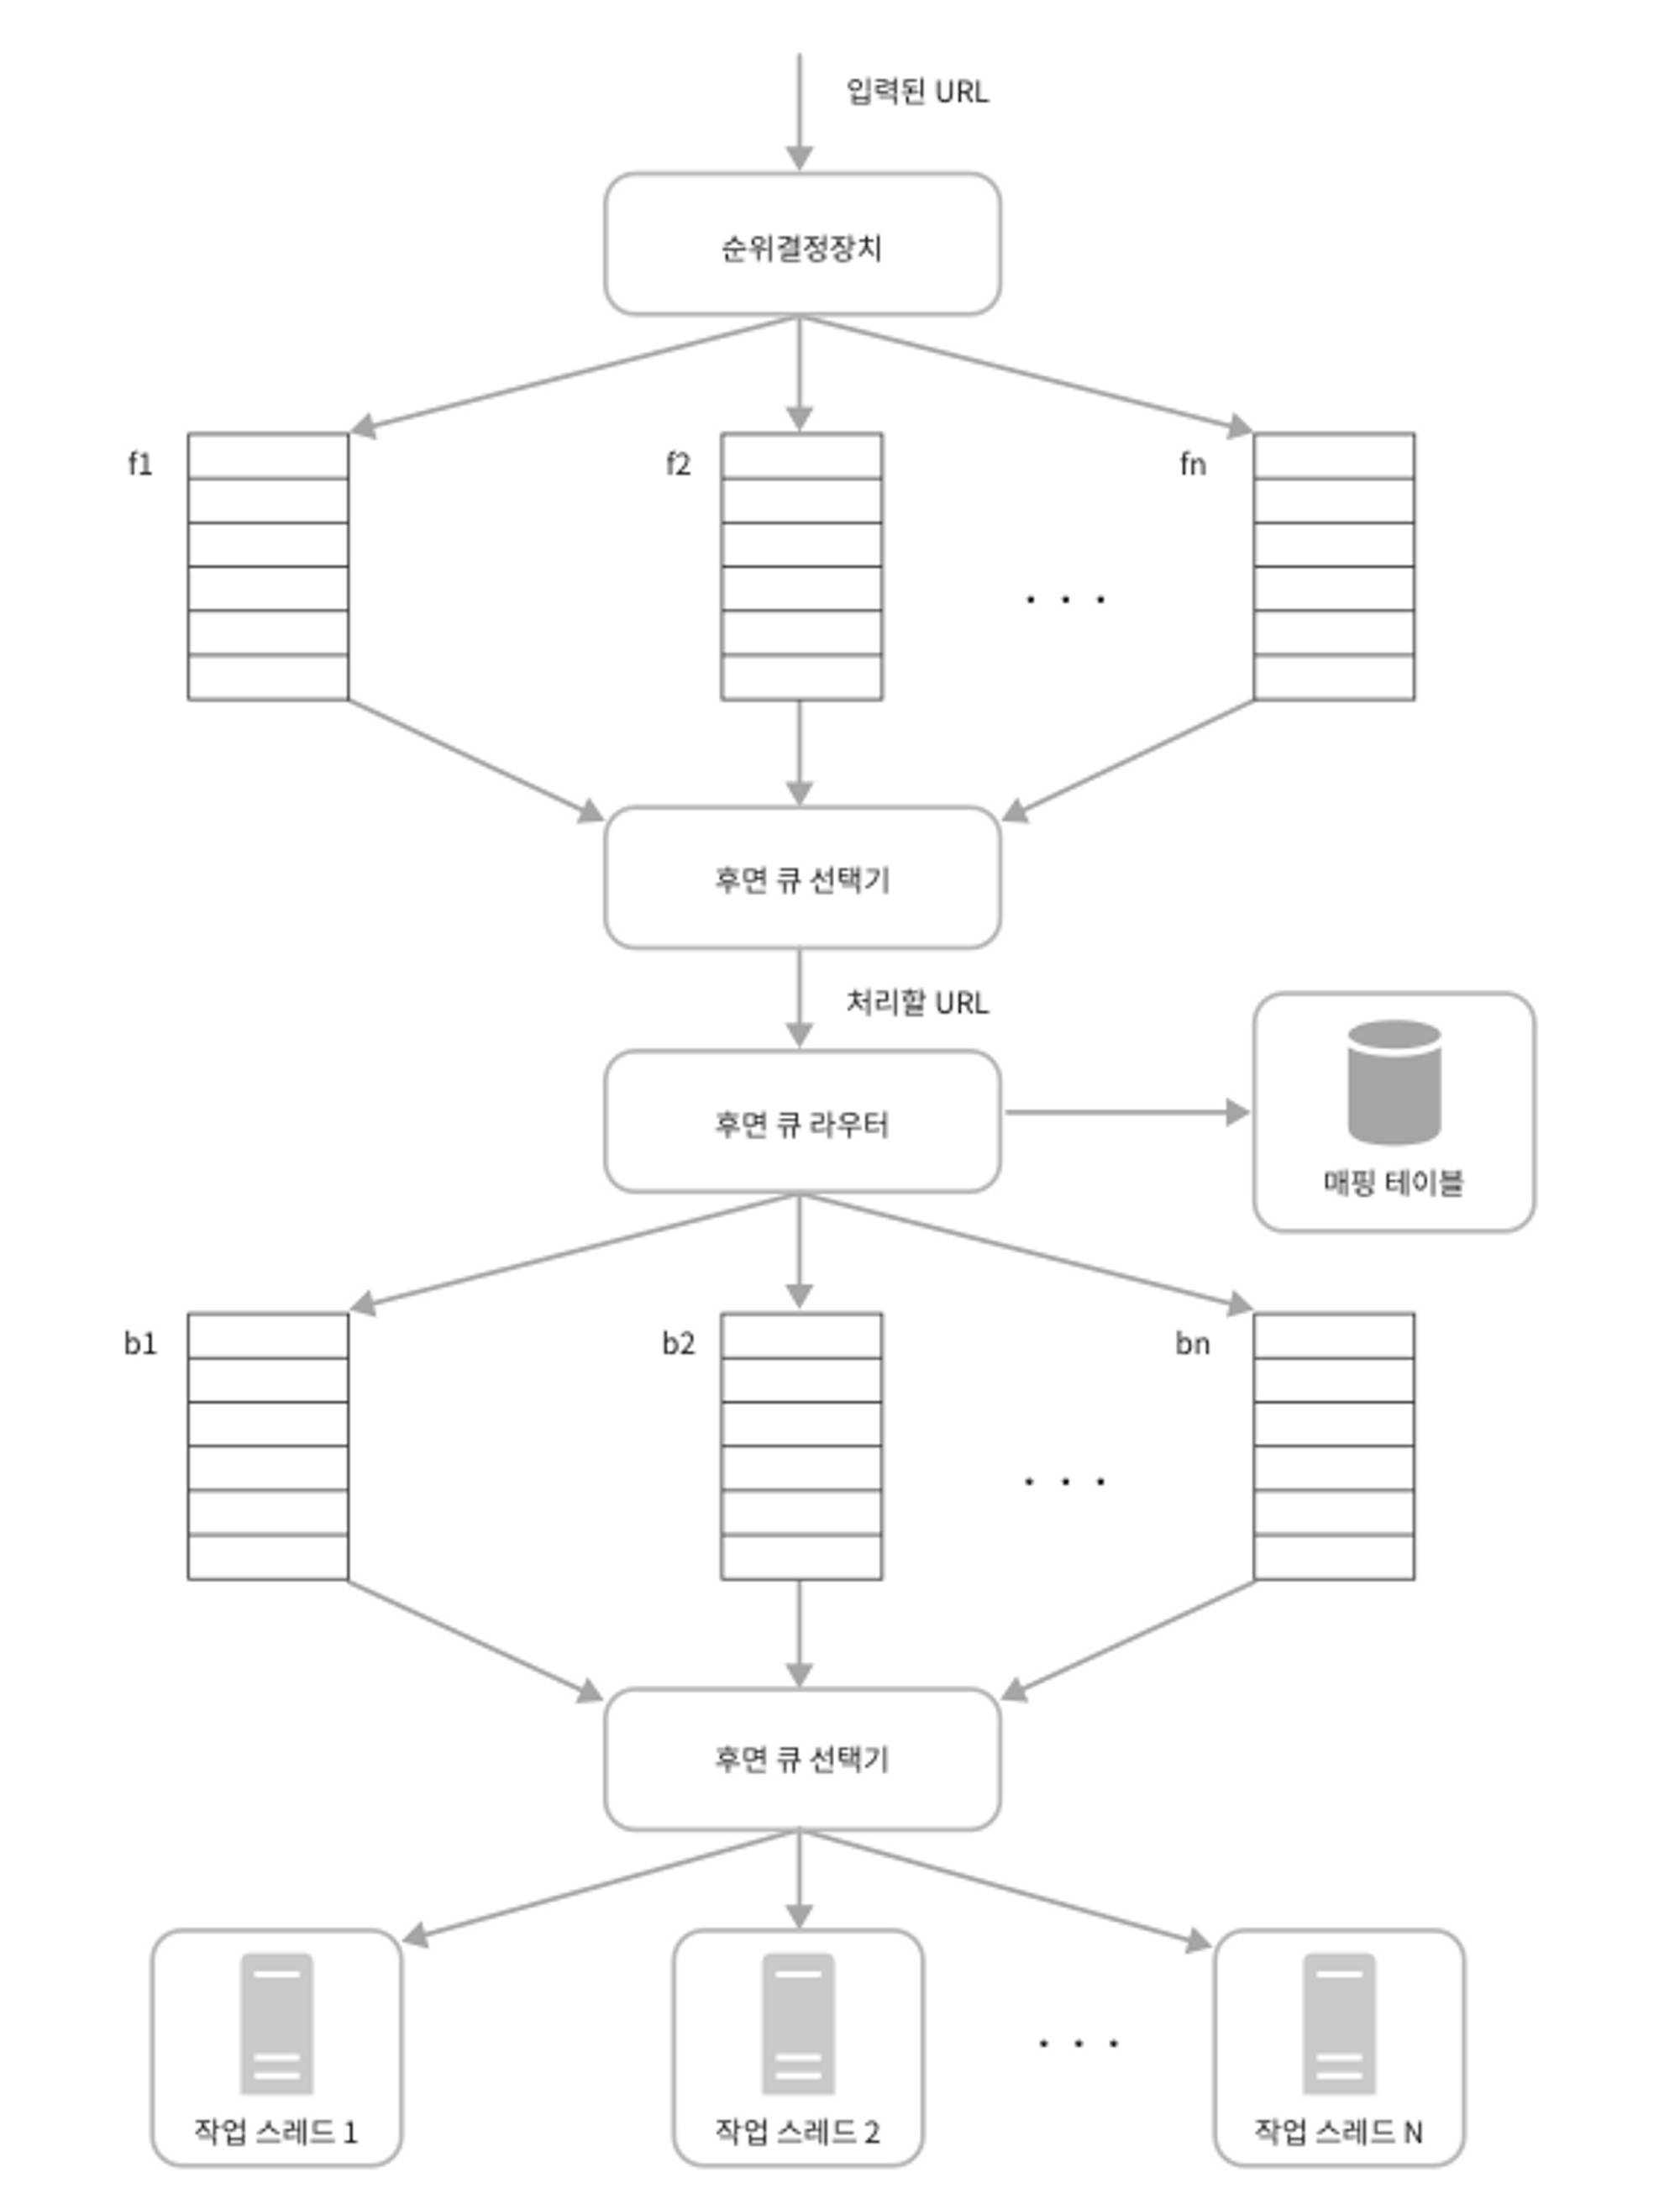 입력된 URL
순위결정장치
f1
f2
fn
. . .
후면 큐 선택기
처리할 URL
후면 큐 라우터
매핑 테이블
b1
b2
bn
. . .
후면 큐 선택기
. . .
작업 스레드 1
작업 스레드 2
작업 스레드 N